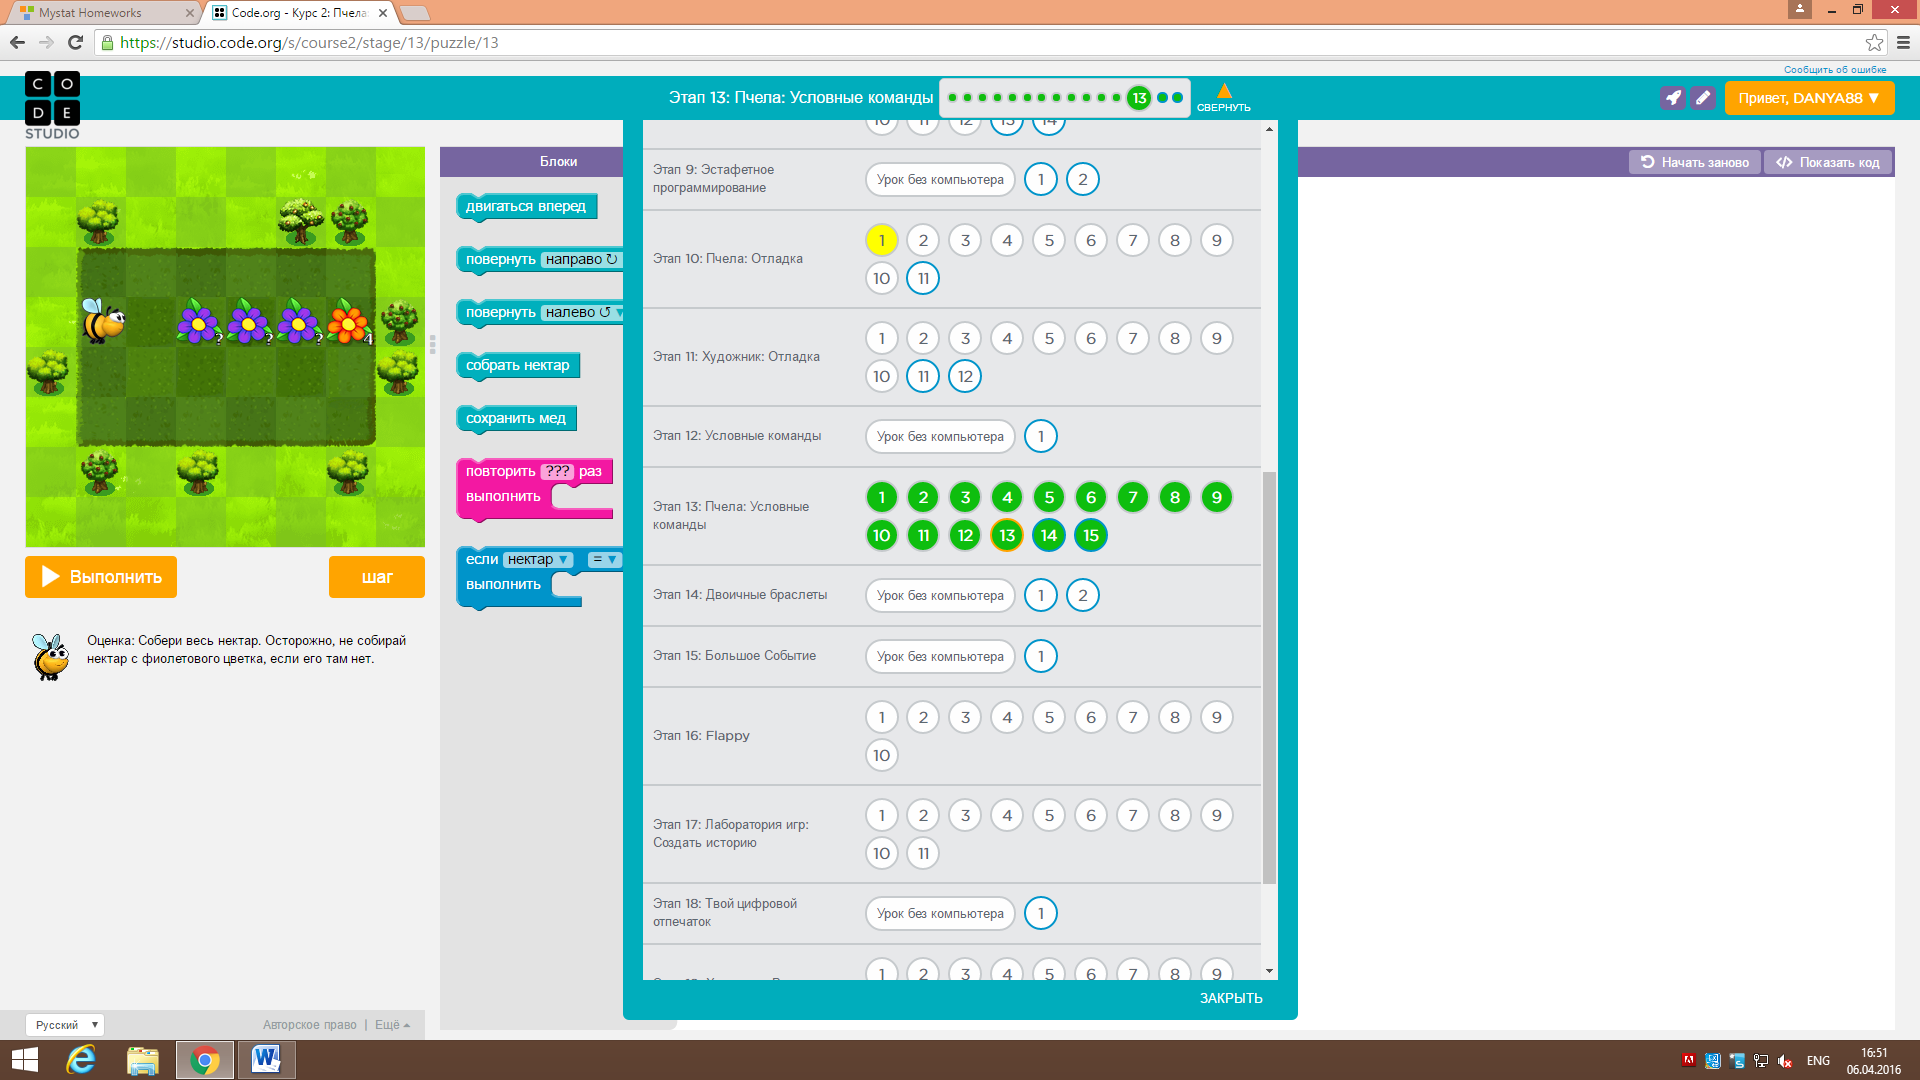 Mystat Homeworks
Code.org - Курс 2: Пчела:
https://studio.code.org/s/course2/stage/13/puzzle/13
Сообщить об ошибке
C O
D E
STUDIO
Этап 13: Пчела: Условные команды
13
СВЕРНУТЬ
Привет, DANYA88 ▼
Блоки
Начать заново
Показать код
двигаться вперед
повернуть направо ↻
повернуть налево ↺ ▼
собрать нектар
сохранить мед
повторить ??? раз
выполнить
если нектар ▼ = ▼
выполнить
? ? ? 4
Выполнить
шаг
Оценка: Собери весь нектар. Осторожно, не собирай
нектар с фиолетового цветка, если его там нет.
10 11 12 13 14
Этап 9: Эстафетное
программирование
Урок без компьютера 1 2
Этап 10: Пчела: Отладка
1 2 3 4 5 6 7 8 9
10 11
Этап 11: Художник: Отладка
1 2 3 4 5 6 7 8 9
10 11 12
Этап 12: Условные команды
Урок без компьютера 1
Этап 13: Пчела: Условные
команды
1 2 3 4 5 6 7 8 9
10 11 12 13 14 15
Этап 14: Двоичные браслеты
Урок без компьютера 1 2
Этап 15: Большое Событие
Урок без компьютера 1
Этап 16: Flappy
1 2 3 4 5 6 7 8 9
10
Этап 17: Лаборатория игр:
Создать историю
1 2 3 4 5 6 7 8 9
10 11
Этап 18: Твой цифровой
отпечаток
Урок без компьютера 1
1 2 3 4 5 6 7 8 9
ЗАКРЫТЬ
Русский ▼
Авторское право | Ещё
ENG
16:51
06.04.2016